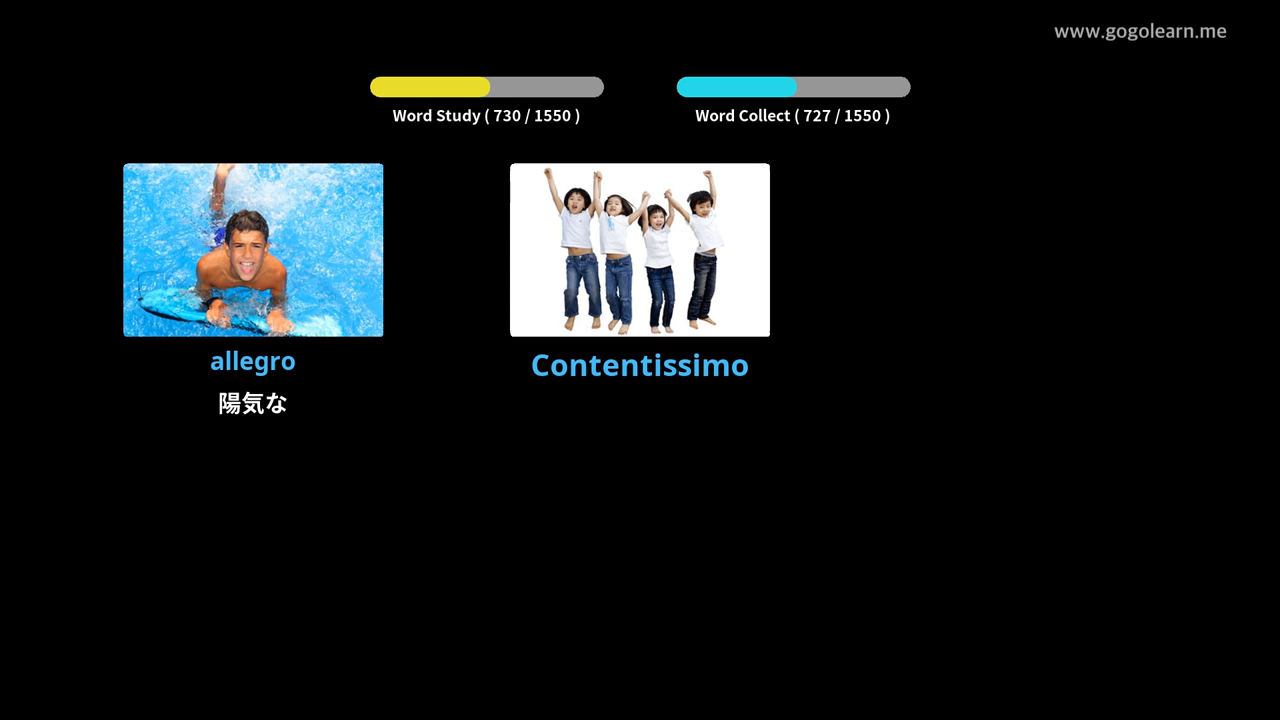 www.gogolearn.me
Word Study ( 730 / 1550 )
Word Collect ( 727 / 1550 )
allegro
陽気な
Contentissimo